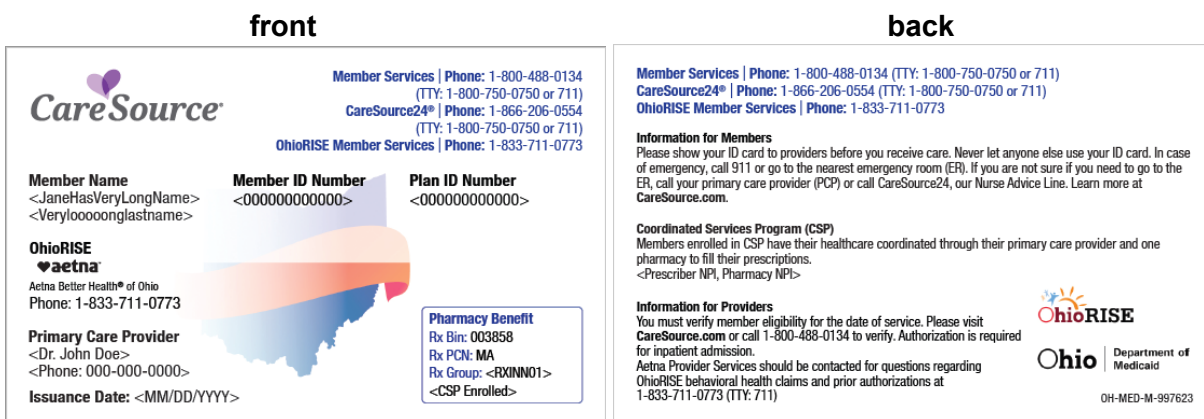 front
CareSource®
Member Services | Phone: 1-800-488-0134
(TTY: 1-800-750-0750 or 711)
CareSource24® | Phone: 1-866-206-0554
(TTY: 1-800-750-0750 or 711)
OhioRISE Member Services | Phone: 1-833-711-0773
Member Name
<JaneHasVeryLongName>
<Verylooooonglastname>
Member ID Number
<000000000000>
Plan ID Number
<000000000000>
OhioRISE
aetna™
Aetna Better Health® of Ohio
Phone: 1-833-711-0773
Primary Care Provider
<Dr. John Doe>
<Phone: 000-000-0000>
Issuance Date: <MM/DD/YYYY>
Pharmacy Benefit
Rx Bin: 003858
Rx PCN: MA
Rx Group: <RXINN01>
<CSP Enrolled>
back
Member Services | Phone: 1-800-488-0134 (TTY: 1-800-750-0750 or 711)
CareSource24® | Phone: 1-866-206-0554 (TTY: 1-800-750-0750 or 711)
OhioRISE Member Services | Phone: 1-833-711-0773
Information for Members
Please show your ID card to providers before you receive care. Never let anyone else use your ID card. In case
of emergency, call 911 or go to the nearest emergency room (ER). If you are not sure if you need to go to the
ER, call your primary care provider (PCP) or call CareSource24, our Nurse Advice Line. Learn more at
CareSource.com.
Coordinated Services Program (CSP)
Members enrolled in CSP have their healthcare coordinated through their primary care provider and one
pharmacy to fill their prescriptions.
<Prescriber NPI, Pharmacy NPI>
Information for Providers
You must verify member eligibility for the date of service. Please visit
CareSource.com or call 1-800-488-0134 to verify. Authorization is required
for inpatient admission.
Aetna Provider Services should be contacted for questions regarding
OhioRISE behavioral health claims and prior authorizations at
1-833-711-0773 (TTY: 711)
OhioRISE
Ohio | Department of
Medicaid
OH-MED-M-997623